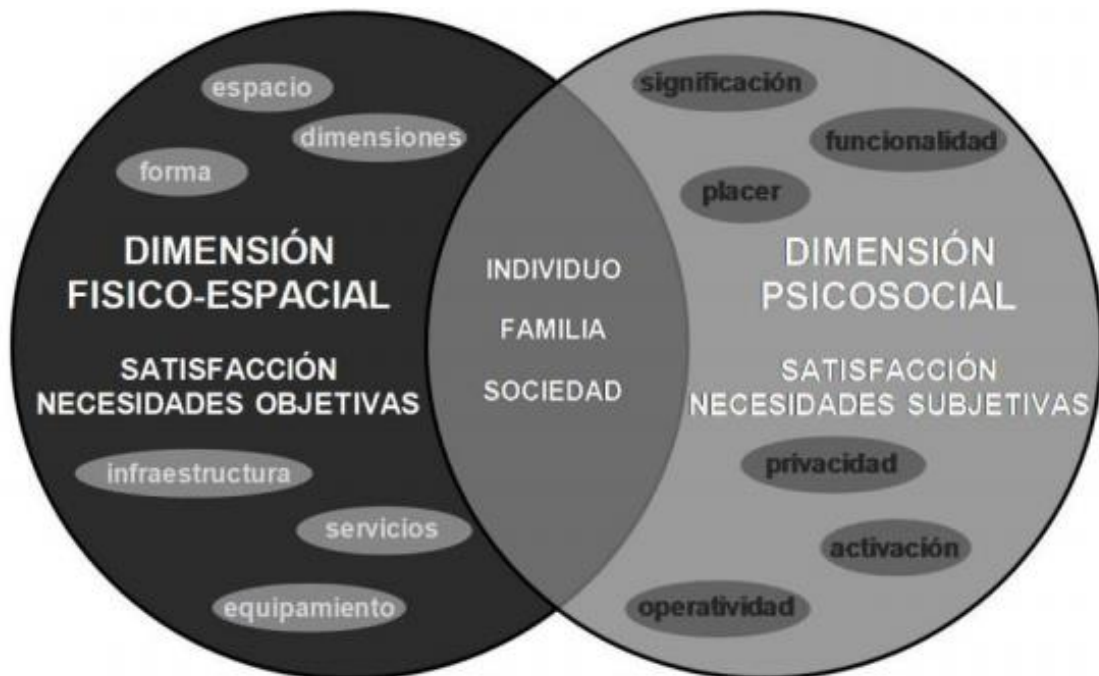 espacio
dimensiones
forma
DIMENSIÓN
FISICO-ESPACIAL
SATISFACCIÓN
NECESIDADES OBJETIVAS
infraestructura
servicios
equipamiento
INDIVIDUO
FAMILIA
SOCIEDAD
significación
funcionalidad
placer
DIMENSIÓN
PSICOSOCIAL
SATISFACCIÓN
NECESIDADES SUBJETIVAS
privacidad
activación
operatividad